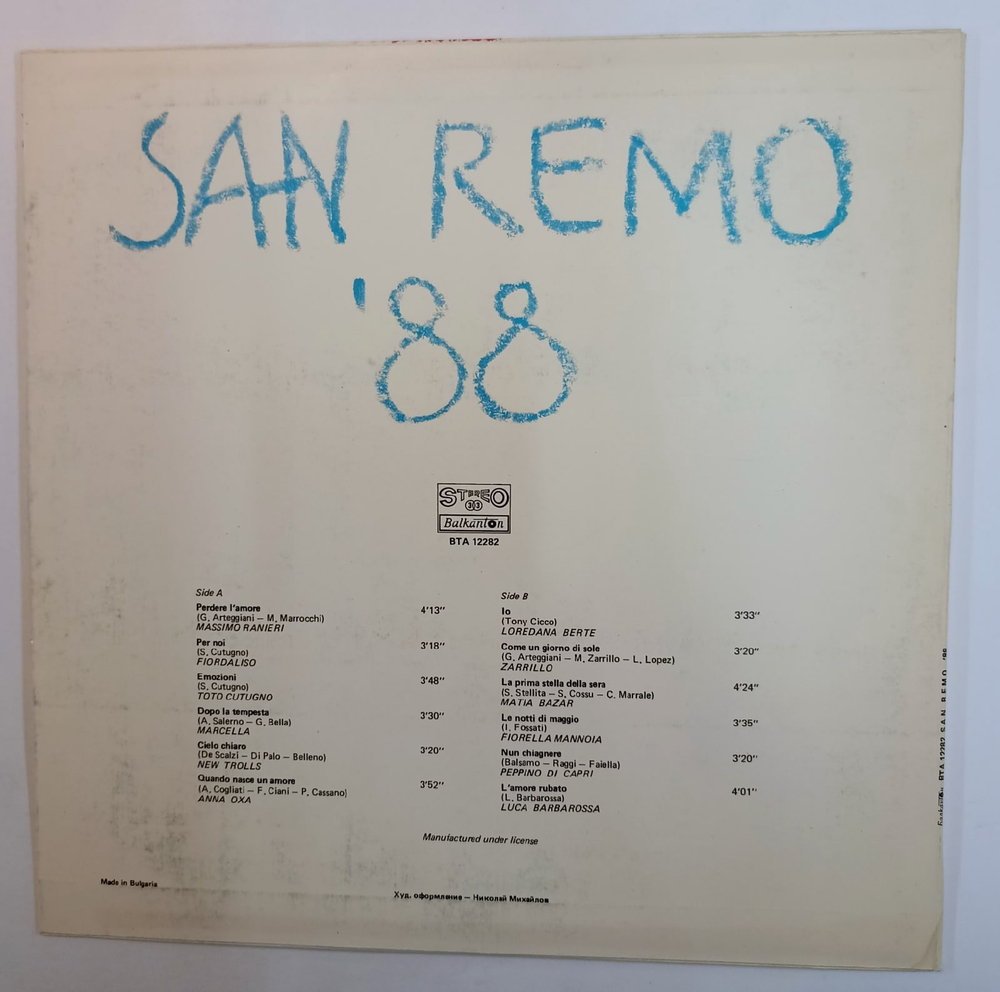 SAN REMO
'88
STEREO
33
Balkanton
BTA 12282
Side A
Perdere l'amore 4'13''
(G. Arteggiani – M. Marrocchi)
MASSIMO RANIERI
Per noi 3'18''
(S. Cutugno)
FIORDALISO
Emozioni 3'48''
(S. Cutugno)
TOTO CUTUGNO
Dopo la tempesta 3'30''
(A. Salerno – G. Bella)
MARCELLA
Cielo chiaro 3'20''
(De Scalzi – Di Palo – Belleno)
NEW TROLLS
Quando nasce un amore 3'52''
(A. Cogliati – F. Ciani – P. Cassano)
ANNA OXA
Side B
Io 3'33''
(Tony Cicco)
LOREDANA BERTE
Come un giorno di sole 3'20''
(G. Arteggiani – M. Zarrillo – L. Lopez)
ZARRILLO
La prima stella della sera 4'24''
(S. Stellita – S. Cossu – C. Marrale)
MATIA BAZAR
Le notti di maggio 3'35''
(I. Fossati)
FIORELLA MANNOIA
Nun chiagnere 3'20''
(Balsamo – Raggi – Faiella)
PEPPINO DI CAPRI
L'amore rubato 4'01''
(L. Barbarossa)
LUCA BARBAROSSA
Manufactured under license
Made in Bulgaria
Худ. оформление – Николай Михайлов
Балкантон BTA 12282 SAN REMO '88